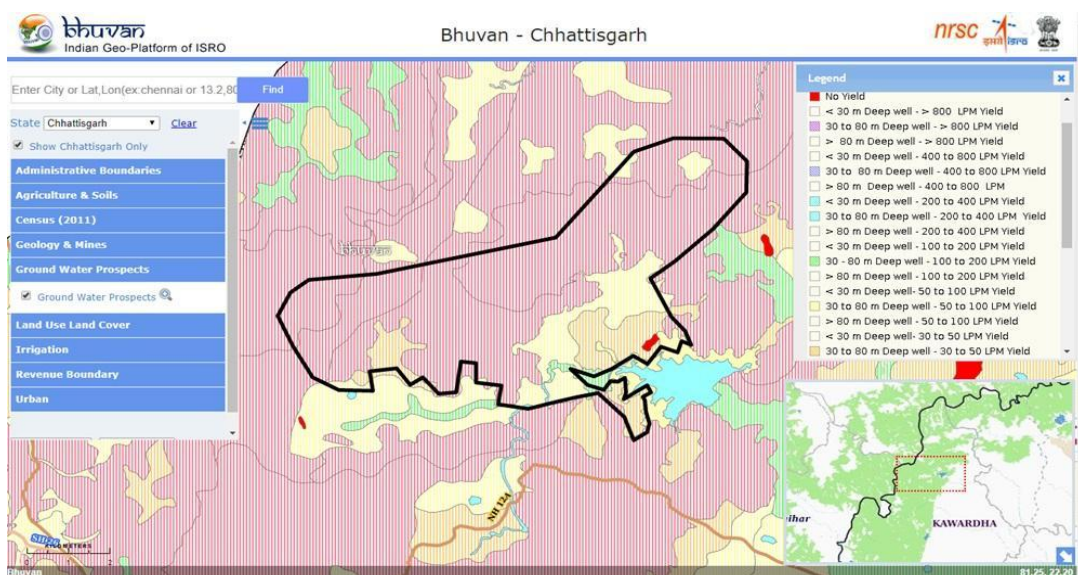 bhuvan
Indian Geo-Platform of ISRO
Bhuvan - Chhattisgarh
nrsc
इसरो isro
Enter City or Lat,Lon(ex:chennai or 13.2,80
Find
State Chhattisgarh
Clear
Show Chhattisgarh Only
Administrative Boundaries
Agriculture & Soils
Census (2011)
Geology & Mines
Ground Water Prospects
Ground Water Prospects
Land Use Land Cover
Irrigation
Revenue Boundary
Urban
bhuvan
NH 12A
KILOMETERS
0 1 2
Legend
No Yield
< 30 m Deep well - > 800 LPM Yield
30 to 80 m Deep well - > 800 LPM Yield
> 80 m Deep well - > 800 LPM Yield
< 30 m Deep well - 400 to 800 LPM Yield
30 to 80 m Deep well - 400 to 800 LPM Yield
> 80 m Deep well - 400 to 800 LPM
< 30 m Deep well - 200 to 400 LPM Yield
30 to 80 m Deep well - 200 to 400 LPM Yield
> 80 m Deep well - 200 to 400 LPM Yield
< 30 m Deep well - 100 to 200 LPM Yield
30 - 80 m Deep well - 100 to 200 LPM Yield
> 80 m Deep well - 100 to 200 LPM Yield
< 30 m Deep well - 50 to 100 LPM Yield
30 to 80 m Deep well - 50 to 100 LPM Yield
> 80 m Deep well - 50 to 100 LPM Yield
< 30 m Deep well- 30 to 50 LPM Yield
30 to 80 m Deep well - 30 to 50 LPM Yield
KAWARDHA
Bhuvan
81.25, 22.20